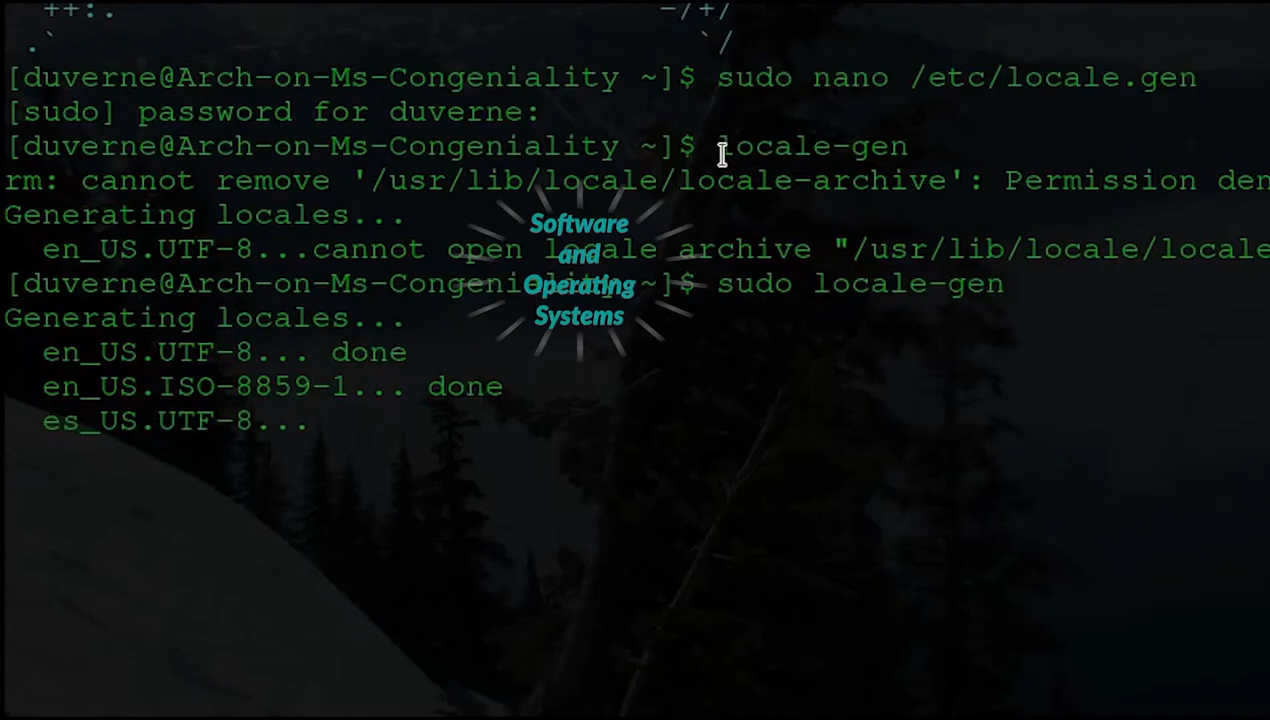 ++:. -/+/
.` `/
[duverne@Arch-on-Ms-Congeniality ~]$ sudo nano /etc/locale.gen
[sudo] password for duverne:
[duverne@Arch-on-Ms-Congeniality ~]$ locale-gen
rm: cannot remove '/usr/lib/locale/locale-archive': Permission den
Generating locales...
en_US.UTF-8...cannot open locale archive "/usr/lib/locale/locale
[duverne@Arch-on-Ms-Congeniality ~]$ sudo locale-gen
Generating locales...
en_US.UTF-8... done
en_US.ISO-8859-1... done
es_US.UTF-8...
Software
and
Operating
Systems